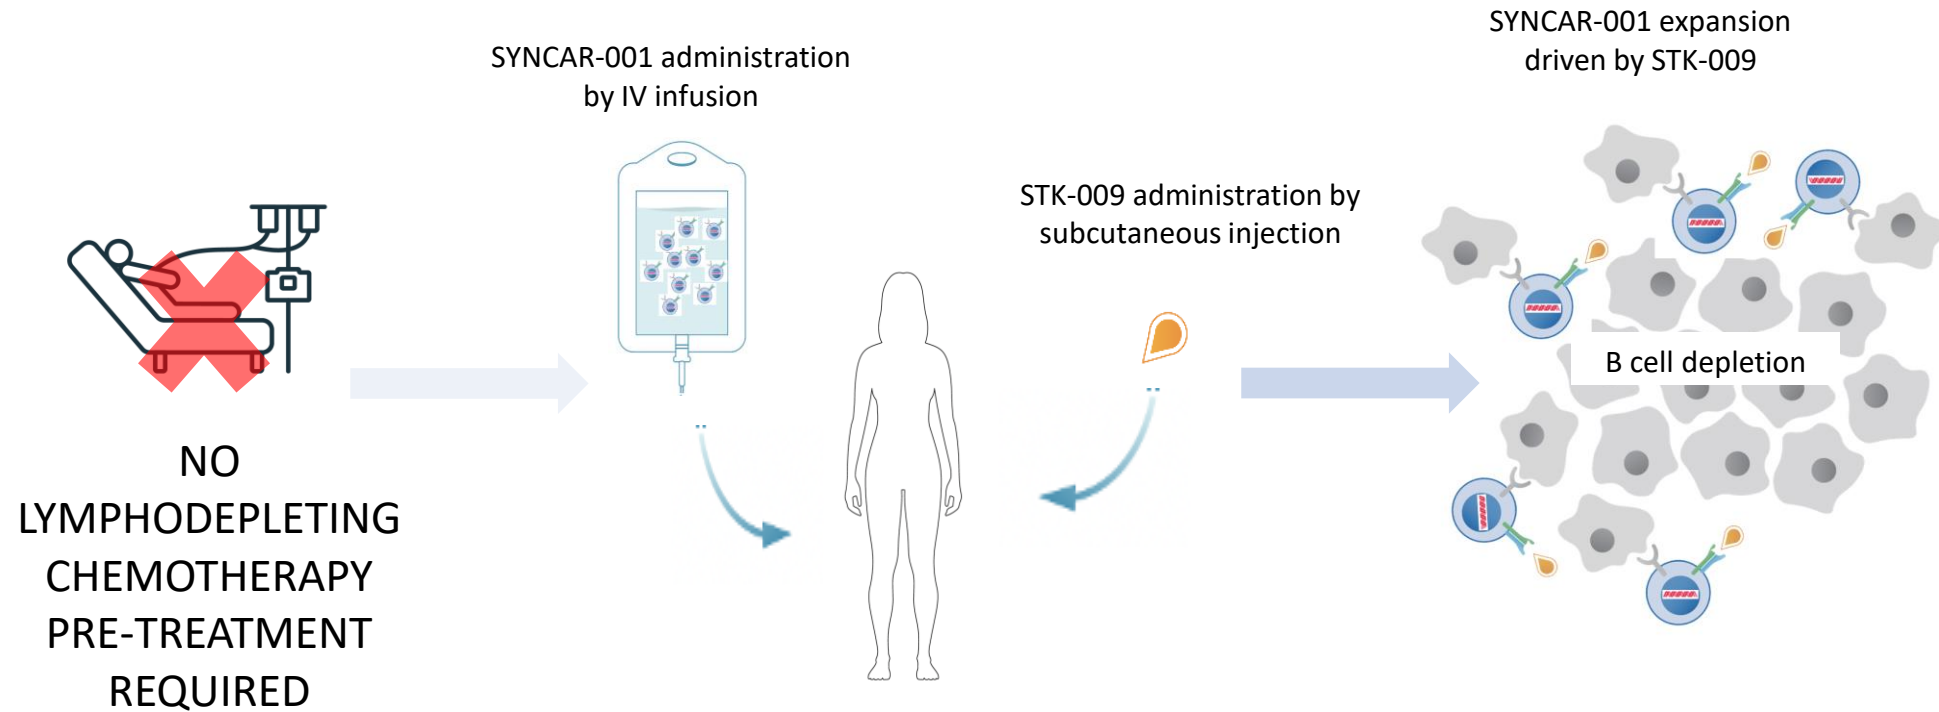 NO
LYMPHODEPLETING
CHEMOTHERAPY
PRE-TREATMENT
REQUIRED
SYNCAR-001 administration
by IV infusion
STK-009 administration by
subcutaneous injection
SYNCAR-001 expansion
driven by STK-009
B cell depletion